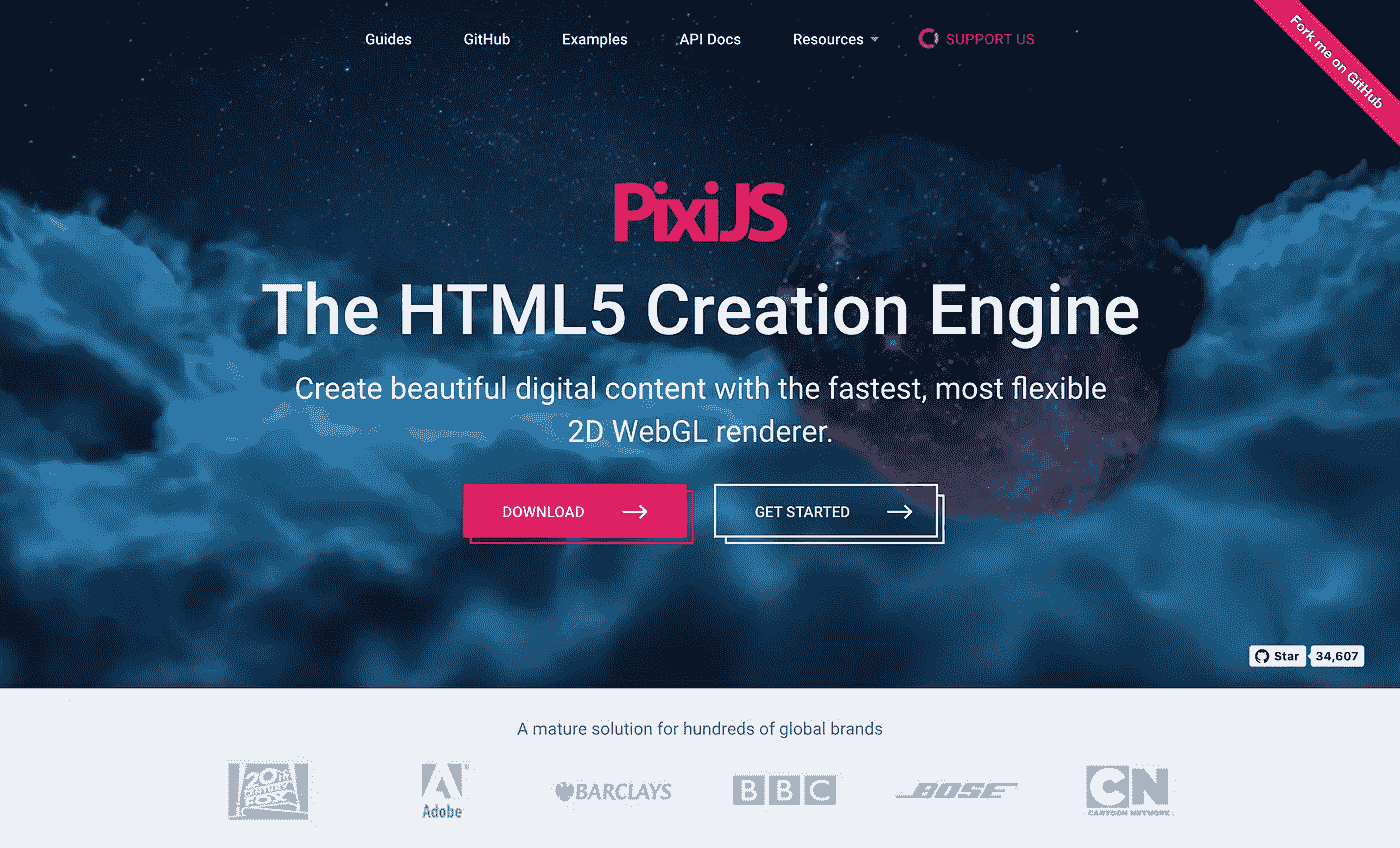 Guides GitHub Examples API Docs Resources SUPPORT US
Fork me on GitHub
PixiJS
The HTML5 Creation Engine
Create beautiful digital content with the fastest, most flexible
2D WebGL renderer.
DOWNLOAD GET STARTED
Star 34,607
A mature solution for hundreds of global brands
20TH CENTURY FOX
Adobe
BARCLAYS
BBC
BOSE
CN
CARTOON NETWORK